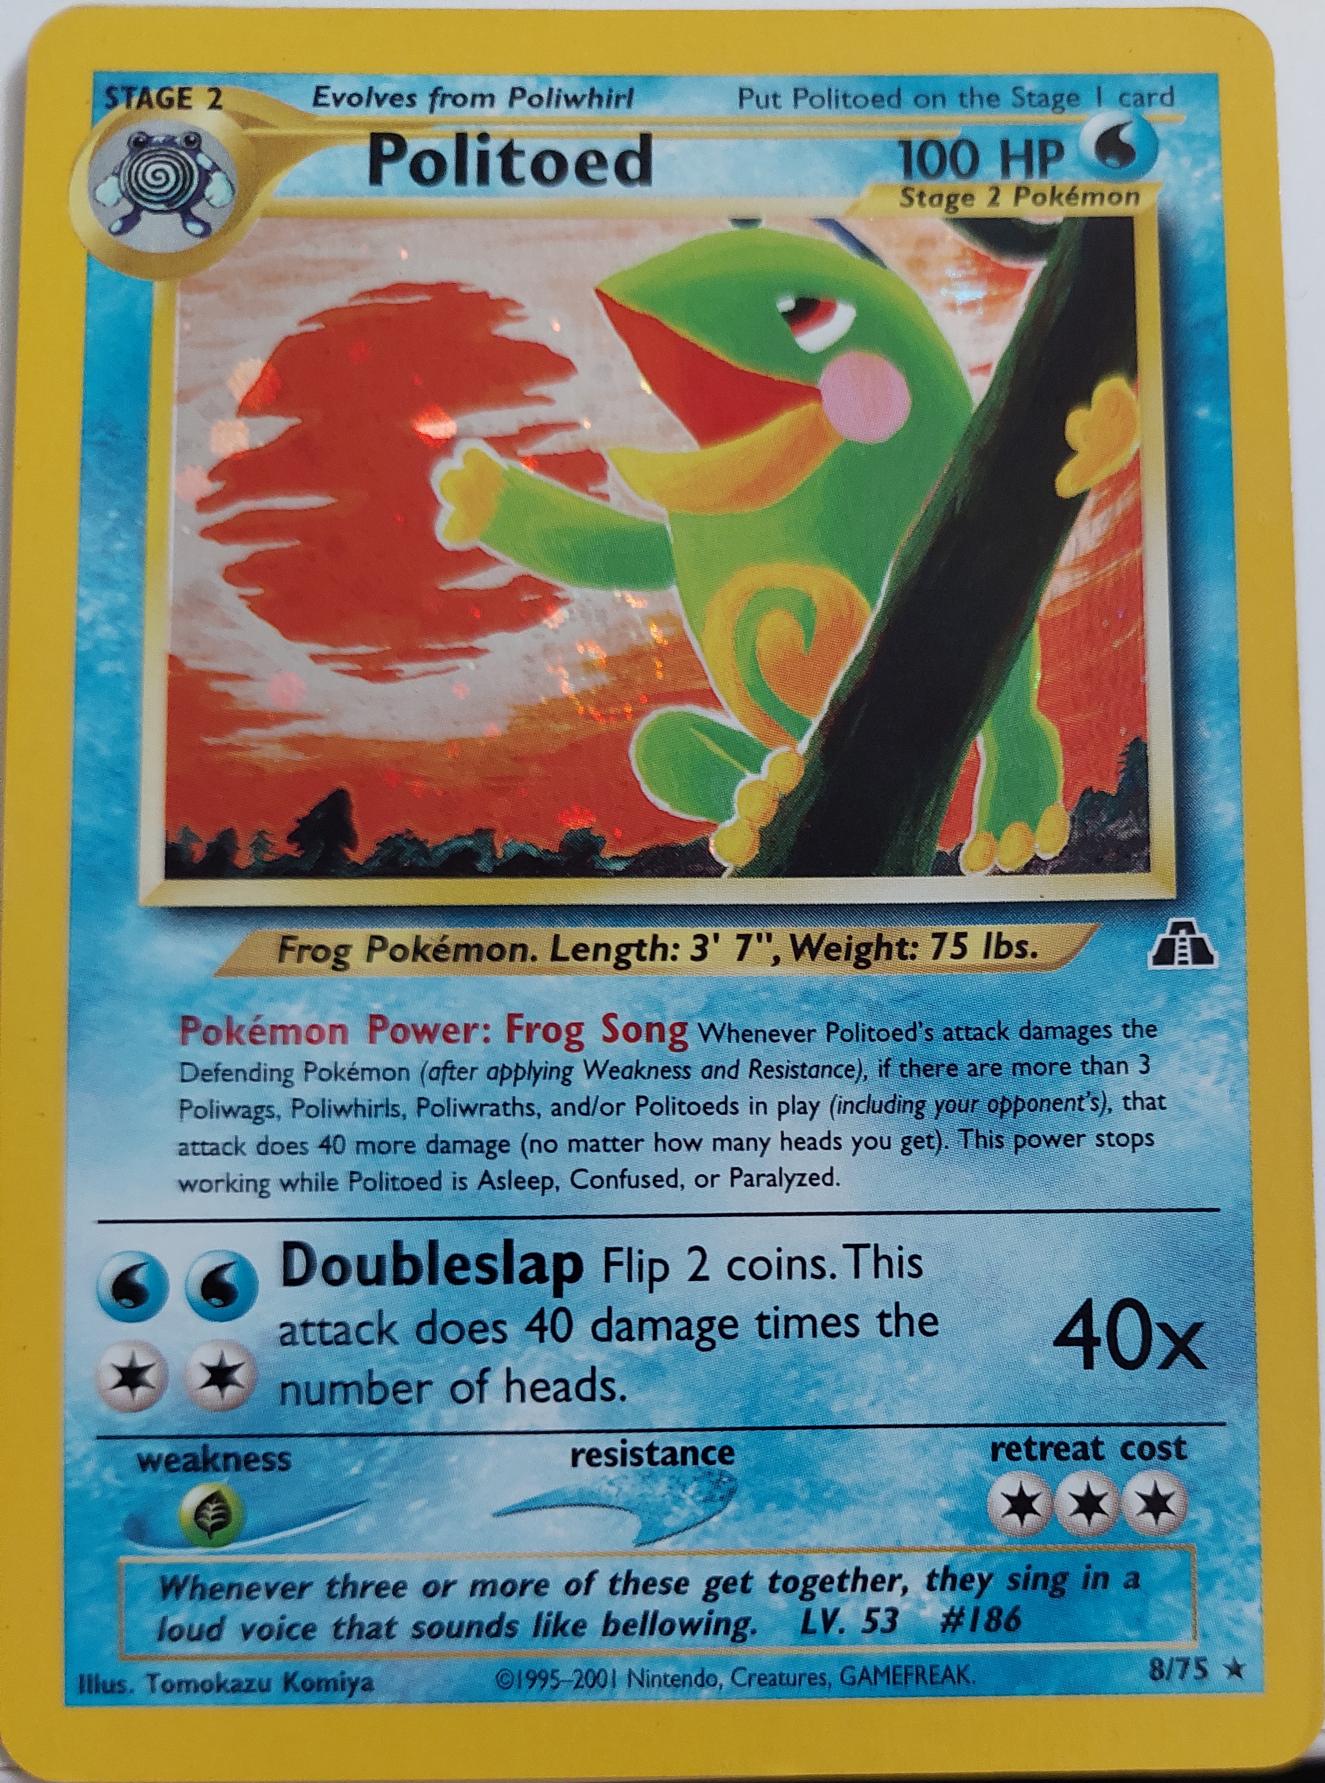 STAGE 2 Evolves from Poliwhirl Put Politoed on the Stage 1 card
Politoed 100 HP
Stage 2 Pokémon
Frog Pokémon. Length: 3' 7", Weight: 75 lbs.
Pokémon Power: Frog Song Whenever Politoed's attack damages the
Defending Pokémon (after applying Weakness and Resistance), if there are more than 3
Poliwags, Poliwhirls, Poliwraths, and/or Politoeds in play (including your opponent's), that
attack does 40 more damage (no matter how many heads you get). This power stops
working while Politoed is Asleep, Confused, or Paralyzed.
Doubleslap Flip 2 coins. This
attack does 40 damage times the
number of heads.
40x
weakness resistance retreat cost
Whenever three or more of these get together, they sing in a
loud voice that sounds like bellowing. LV. 53 #186
Illus. Tomokazu Komiya ©1995–2001 Nintendo, Creatures, GAMEFREAK. 8/75 ★